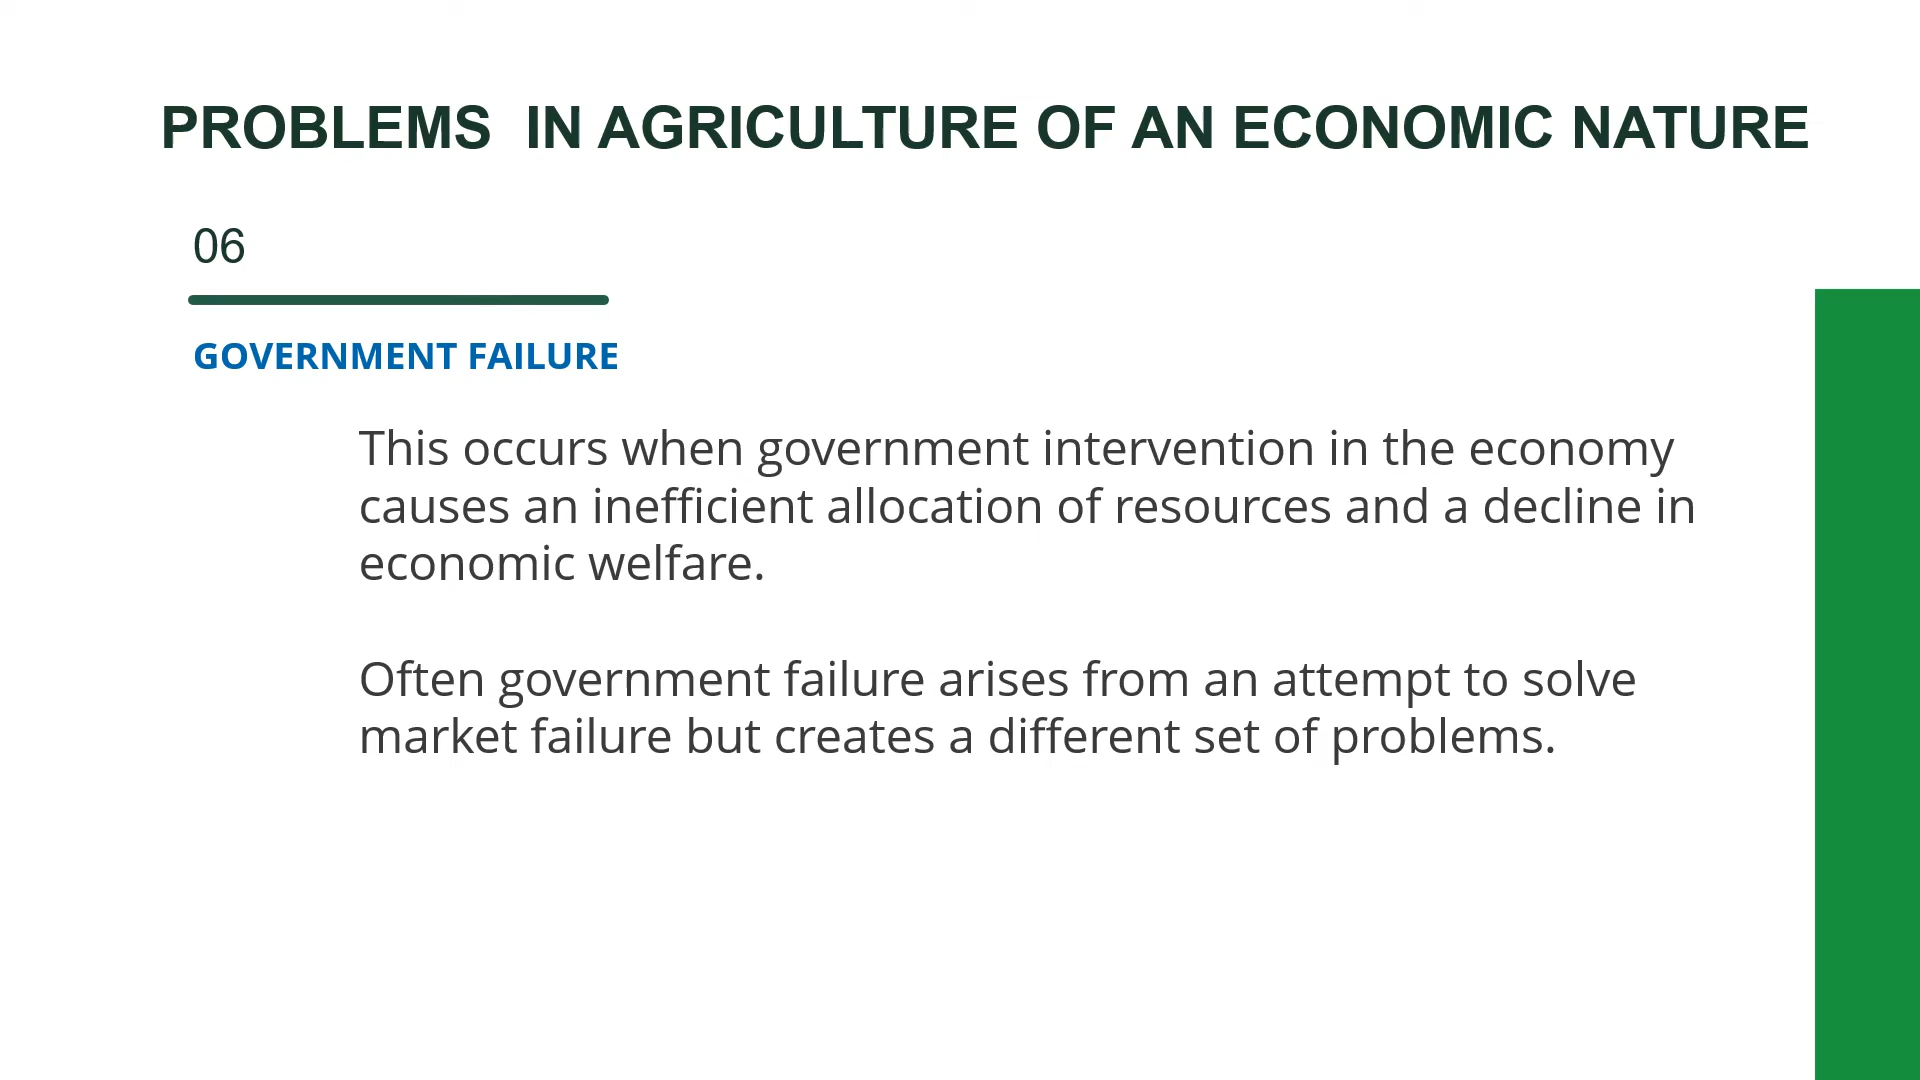 PROBLEMS  IN AGRICULTURE OF AN ECONOMIC NATURE
06
GOVERNMENT FAILURE
This occurs when government intervention in the economy
causes an inefficient allocation of resources and a decline in
economic welfare.
Often government failure arises from an attempt to solve
market failure but creates a different set of problems.